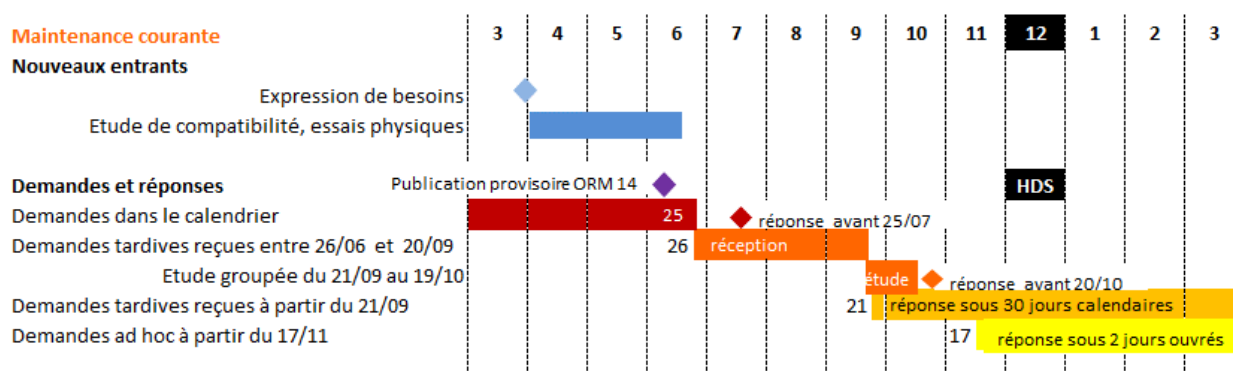 Maintenance courante 3 4 5 6 7 8 9 10 11 12 1 2 3
Nouveaux entrants
Expression de besoins
Etude de compatibilité, essais physiques
Demandes et réponses Publication provisoire ORM 14 HDS
Demandes dans le calendrier 25 réponse avant 25/07
Demandes tardives reçues entre 26/06 et 20/09 26 réception
Etude groupée du 21/09 au 19/10 étude réponse avant 20/10
Demandes tardives reçues à partir du 21/09 21 réponse sous 30 jours calendaires
Demandes ad hoc à partir du 17/11 17 réponse sous 2 jours ouvrés